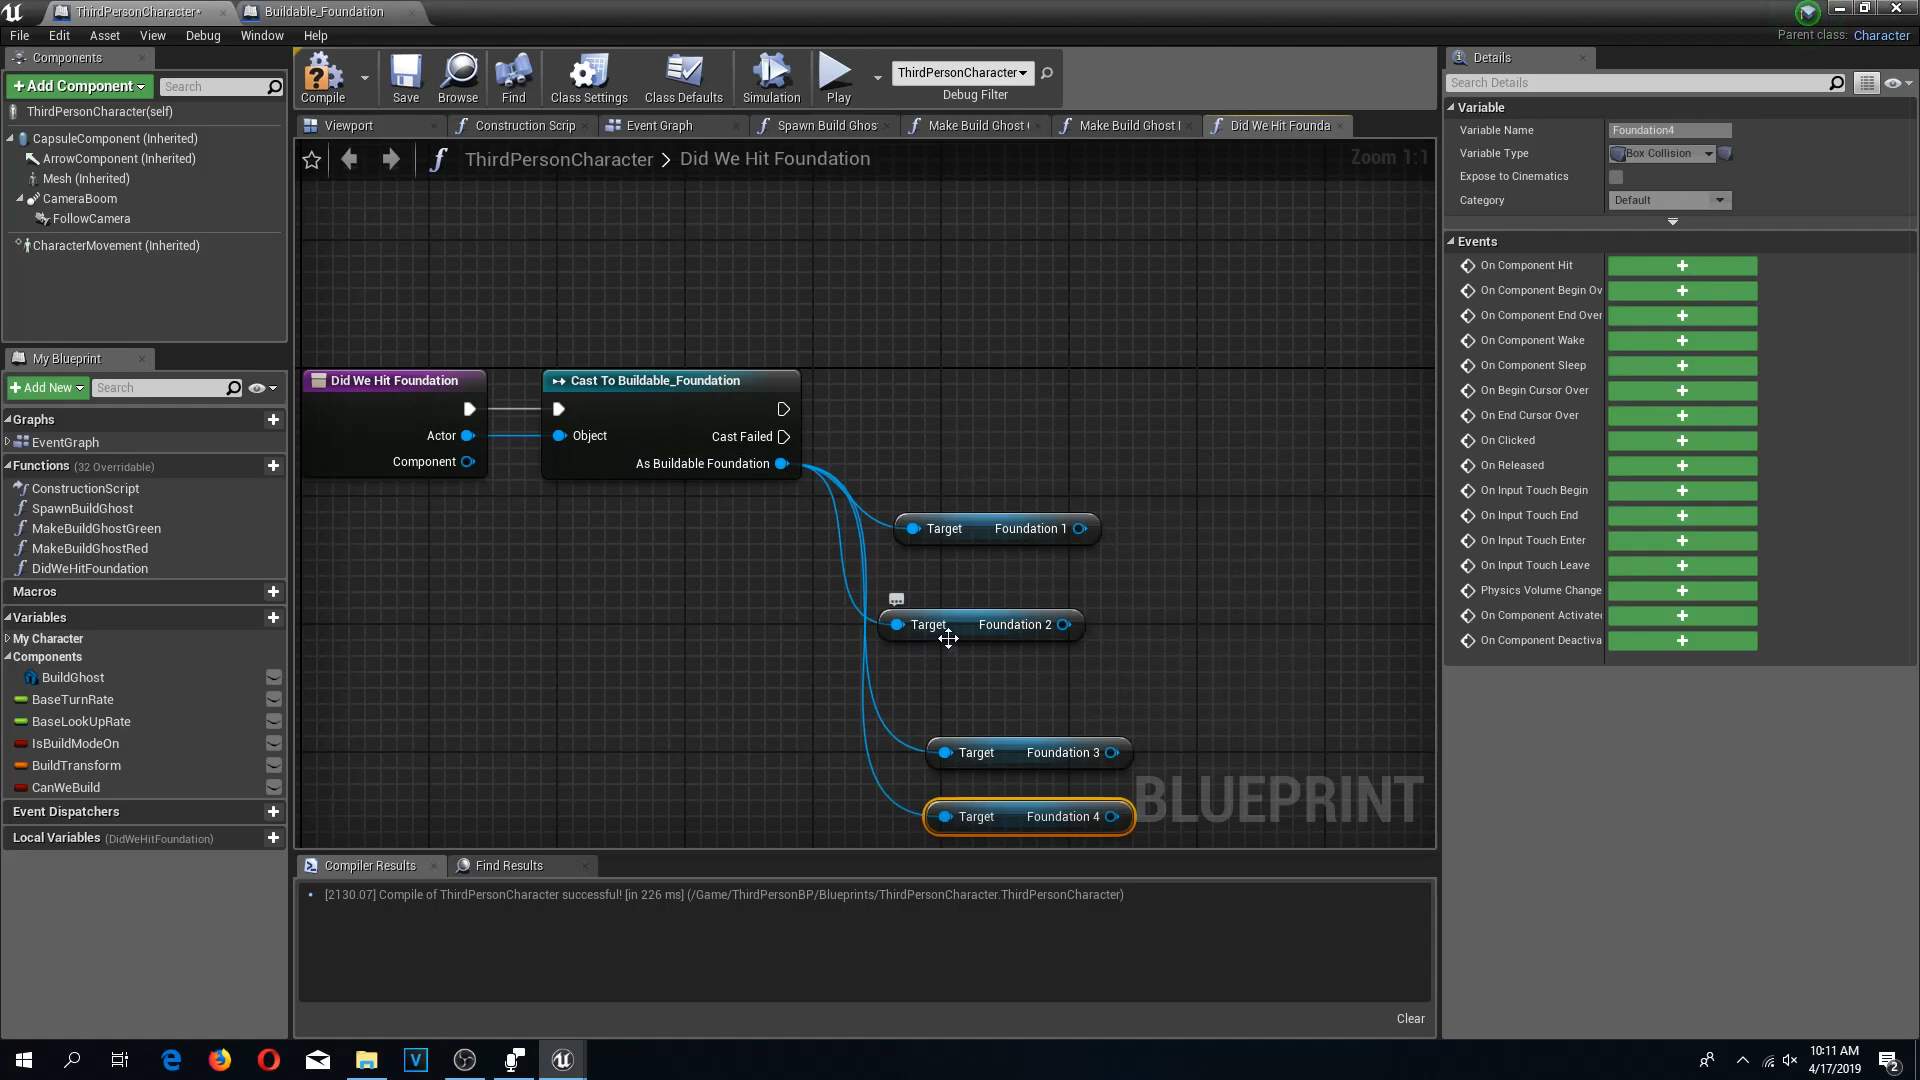 ThirdPersonCharacter*
Buildable_Foundation
File Edit Asset View Debug Window Help
Parent class: Character
Components
Add Component
Search
ThirdPersonCharacter(self)
CapsuleComponent (Inherited)
ArrowComponent (Inherited)
Mesh (Inherited)
CameraBoom
FollowCamera
CharacterMovement (Inherited)
My Blueprint
Add New
Search
Graphs
EventGraph
Functions (32 Overridable)
ConstructionScript
SpawnBuildGhost
MakeBuildGhostGreen
MakeBuildGhostRed
DidWeHitFoundation
Macros
Variables
My Character
Components
BuildGhost
BaseTurnRate
BaseLookUpRate
IsBuildModeOn
BuildTransform
CanWeBuild
Event Dispatchers
Local Variables (DidWeHitFoundation)
Compile
Save
Browse
Find
Class Settings
Class Defaults
Simulation
Play
ThirdPersonCharacter
Debug Filter
Viewport
Construction Scrip
Event Graph
Spawn Build Ghos
Make Build Ghost
Make Build Ghost
Did We Hit Founda
ThirdPersonCharacter > Did We Hit Foundation
Zoom 1:1
Did We Hit Foundation
Actor
Component
Cast To Buildable_Foundation
Object
Cast Failed
As Buildable Foundation
Target Foundation 1
Target Foundation 2
Target Foundation 3
Target Foundation 4
BLUEPRINT
Compiler Results
Find Results
[2130.07] Compile of ThirdPersonCharacter successful! [in 226 ms] (/Game/ThirdPersonBP/Blueprints/ThirdPersonCharacter.ThirdPersonCharacter)
Clear
Details
Search Details
Variable
Variable Name Foundation4
Variable Type Box Collision
Expose to Cinematics
Category Default
Events
On Component Hit
On Component Begin Ov
On Component End Over
On Component Wake
On Component Sleep
On Begin Cursor Over
On End Cursor Over
On Clicked
On Released
On Input Touch Begin
On Input Touch End
On Input Touch Enter
On Input Touch Leave
Physics Volume Change
On Component Activate
On Component Deactiva
10:11 AM
4/17/2019
2